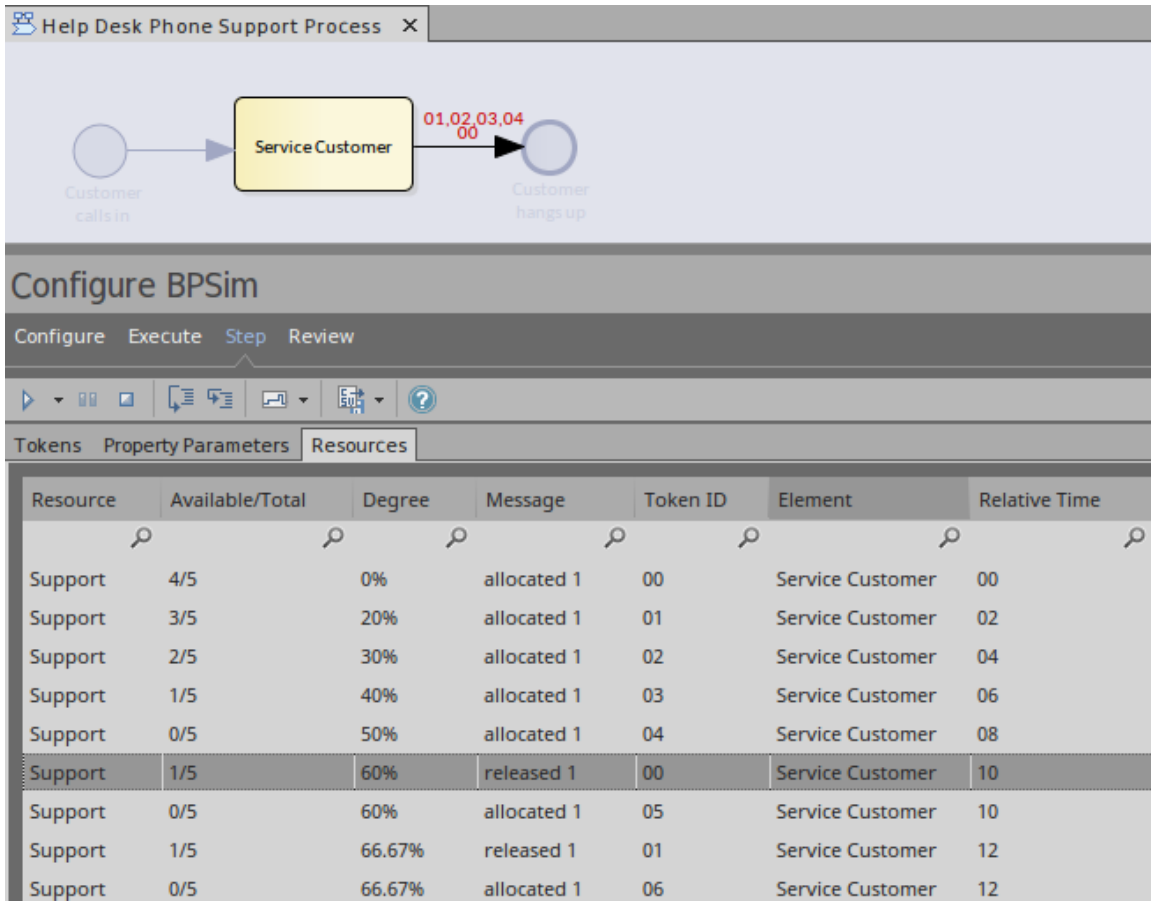 Help Desk Phone Support Process X
01,02,03,04
00
Service Customer
Customer
calls in
Customer
hangs up
Configure BPSim
Configure Execute Step Review
Tokens Property Parameters Resources
Resource Available/Total Degree Message Token ID Element Relative Time
Support 4/5 0% allocated 1 00 Service Customer 00
Support 3/5 20% allocated 1 01 Service Customer 02
Support 2/5 30% allocated 1 02 Service Customer 04
Support 1/5 40% allocated 1 03 Service Customer 06
Support 0/5 50% allocated 1 04 Service Customer 08
Support 1/5 60% released 1 00 Service Customer 10
Support 0/5 60% allocated 1 05 Service Customer 10
Support 1/5 66.67% released 1 01 Service Customer 12
Support 0/5 66.67% allocated 1 06 Service Customer 12